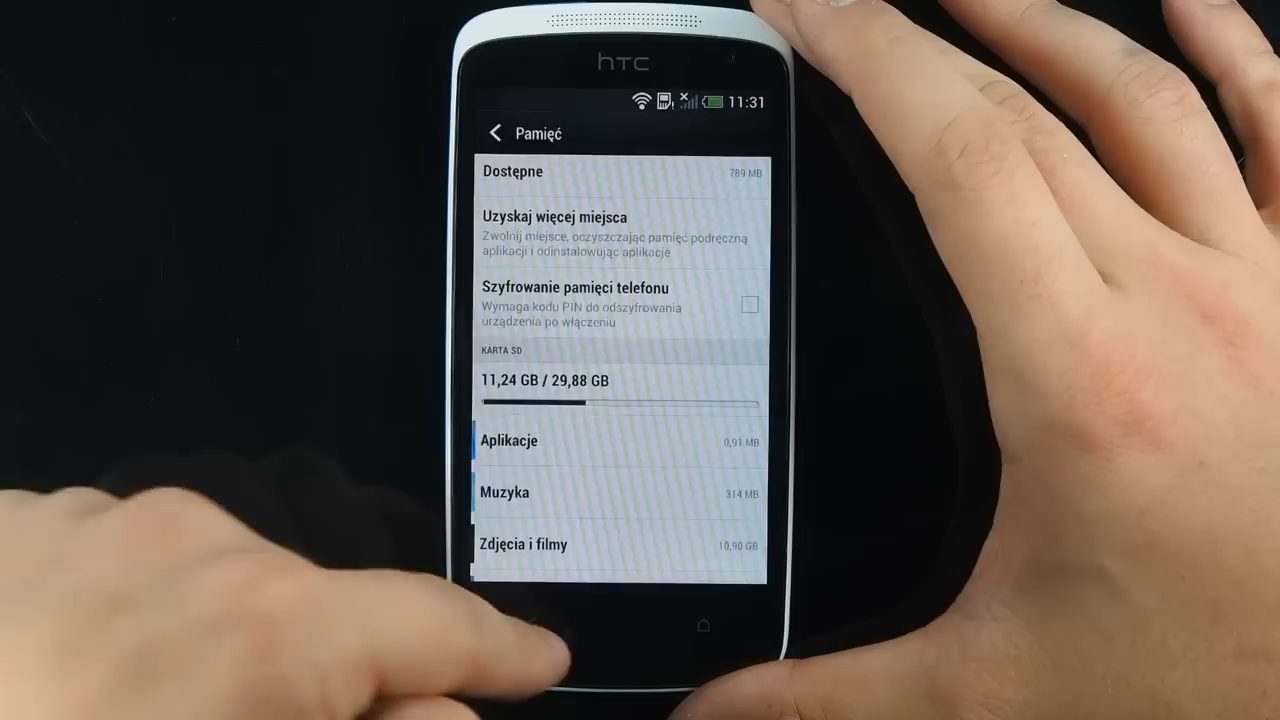 hTC
11:31
Pamięć
Dostępne 789 MB
Uzyskaj więcej miejsca
Zwolnij miejsce, oczyszczając pamięć podręczną
aplikacji i odinstalowując aplikacje
Szyfrowanie pamięci telefonu
Wymaga kodu PIN do odszyfrowania
urządzenia po włączeniu
KARTA SD
11,24 GB / 29,88 GB
Aplikacje 0,91 MB
Muzyka 314 MB
Zdjęcia i filmy 10,90 GB